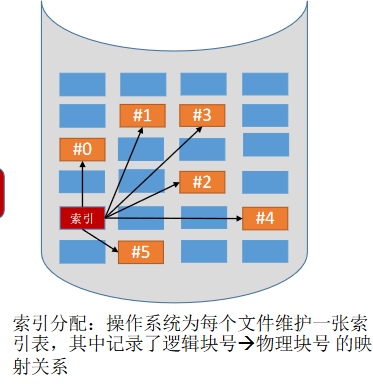 #1
#3
#0
#2
索引
#4
#5
索引分配：操作系统为每个文件维护一张索
引表，其中记录了逻辑块号→物理块号 的映
射关系